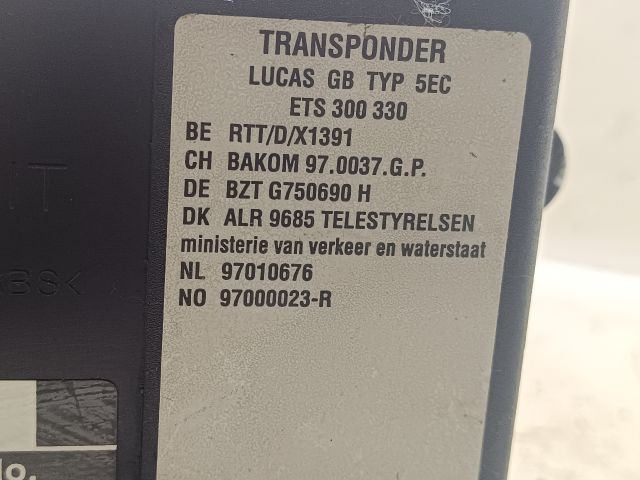 TRANSPONDER
LUCAS GB TYP 5EC
ETS 300 330
BE RTT/D/X1391
CH BAKOM 97.0037.G.P.
DE BZT G750690 H
DK ALR 9685 TELESTYRELSEN
ministerie van verkeer en waterstaat
NL 97010676
NO 97000023-R